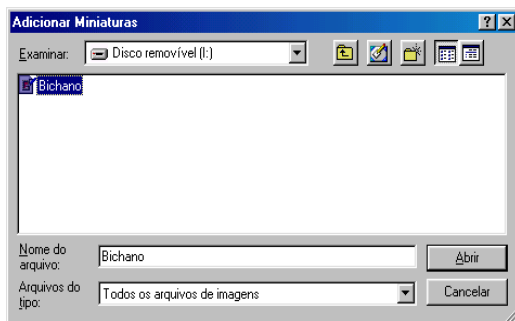 Adicionar Miniaturas
Examinar: Disco removível (I:)
Bichano
Nome do arquivo: Bichano Abrir
Arquivos do tipo: Todos os arquivos de imagens Cancelar